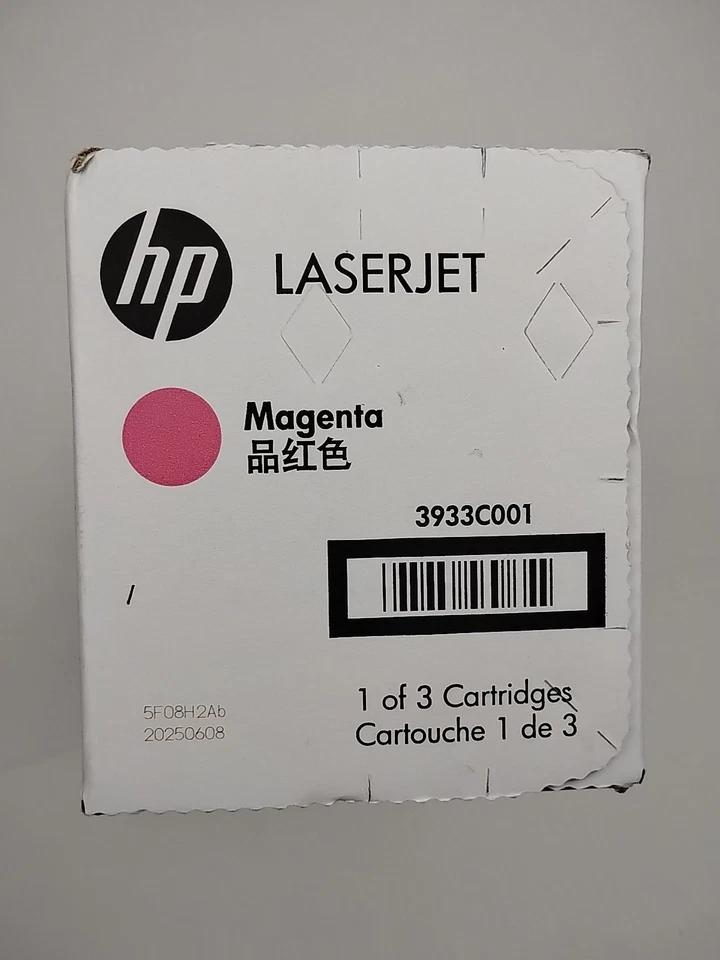 hp
LASERJET
Magenta
品红色
3933C001
1 of 3 Cartridges
Cartouche 1 de 3
5F08H2Ab
20250608